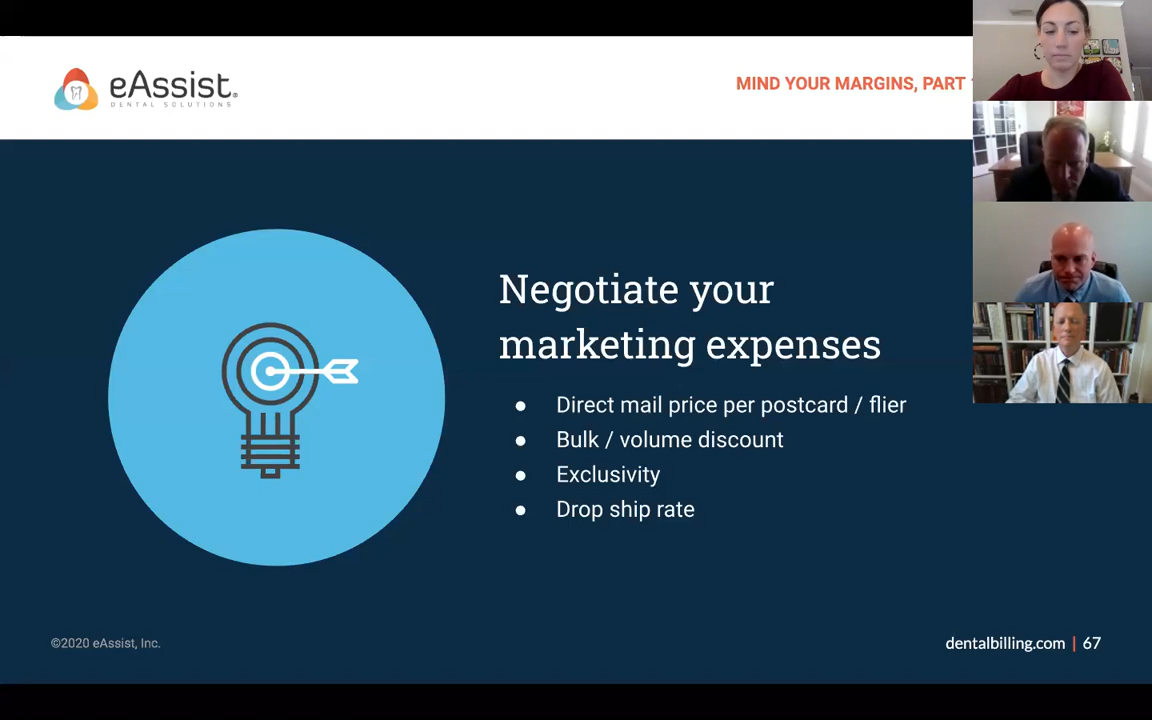 eAssist®
DENTAL SOLUTIONS
MIND YOUR MARGINS, PART
Negotiate your
marketing expenses
● Direct mail price per postcard / flier
● Bulk / volume discount
● Exclusivity
● Drop ship rate
©2020 eAssist, Inc.
dentalbilling.com | 67